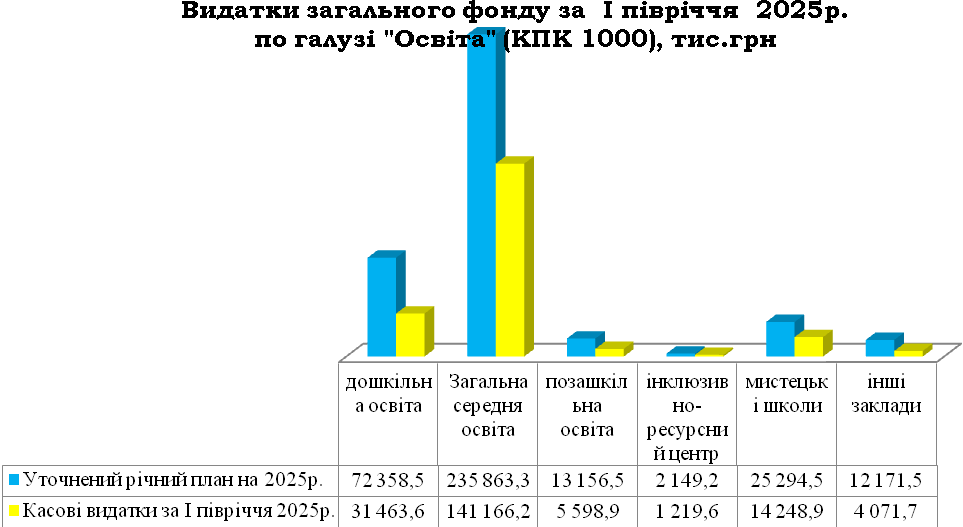 Видатки загального фонду за І півріччя 2025р.
по галузі "Освіта" (КПК 1000), тис.грн
дошкільн
а освіта
Загальна
середня
освіта
позашкіл
ьна
освіта
інклюзив
но-
ресурсни
й центр
мистецьк
і школи
інші
заклади
Уточнений річний план на 2025р. 72 358,5 235 863,3 13 156,5 2 149,2 25 294,5 12 171,5
Касові видатки за І півріччя 2025р. 31 463,6 141 166,2 5 598,9 1 219,6 14 248,9 4 071,7